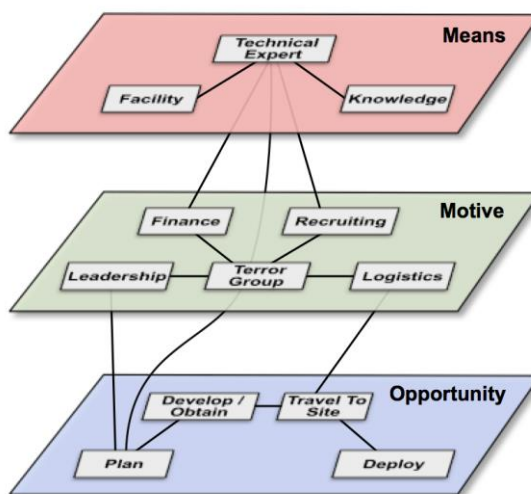 Means
Technical
Expert
Facility
Knowledge
Motive
Finance
Recruiting
Leadership
Terror
Group
Logistics
Opportunity
Develop /
Obtain
Travel To
Site
Plan
Deploy